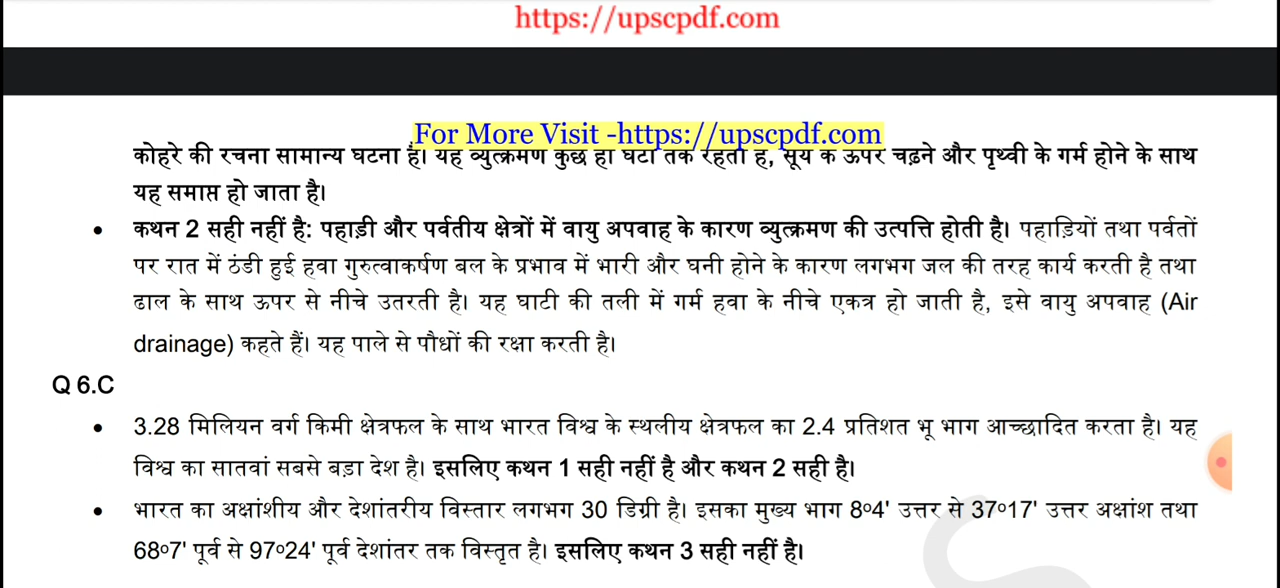 https://upscpdf.com
For More Visit -https://upscpdf.com
कोहरे की रचना सामान्य घटना है। यह व्युत्क्रमण कुछ ही घंटों तक रहता है, सूर्य के ऊपर चढ़ने और पृथ्वी के गर्म होने के साथ
यह समाप्त हो जाता है।
• कथन 2 सही नहीं है: पहाड़ी और पर्वतीय क्षेत्रों में वायु अपवाह के कारण व्युत्क्रमण की उत्पत्ति होती है। पहाड़ियों तथा पर्वतों
पर रात में ठंडी हुई हवा गुरुत्वाकर्षण बल के प्रभाव में भारी और घनी होने के कारण लगभग जल की तरह कार्य करती है तथा
ढाल के साथ ऊपर से नीचे उतरती है। यह घाटी की तली में गर्म हवा के नीचे एकत्र हो जाती है, इसे वायु अपवाह (Air
drainage) कहते हैं। यह पाले से पौधों की रक्षा करती है।
Q 6.C
• 3.28 मिलियन वर्ग किमी क्षेत्रफल के साथ भारत विश्व के स्थलीय क्षेत्रफल का 2.4 प्रतिशत भू भाग आच्छादित करता है। यह
विश्व का सातवां सबसे बड़ा देश है। इसलिए कथन 1 सही नहीं है और कथन 2 सही है।
• भारत का अक्षांशीय और देशांतरीय विस्तार लगभग 30 डिग्री है। इसका मुख्य भाग 8०4' उत्तर से 37०17' उत्तर अक्षांश तथा
68०7' पूर्व से 97०24' पूर्व देशांतर तक विस्तृत है। इसलिए कथन 3 सही नहीं है।